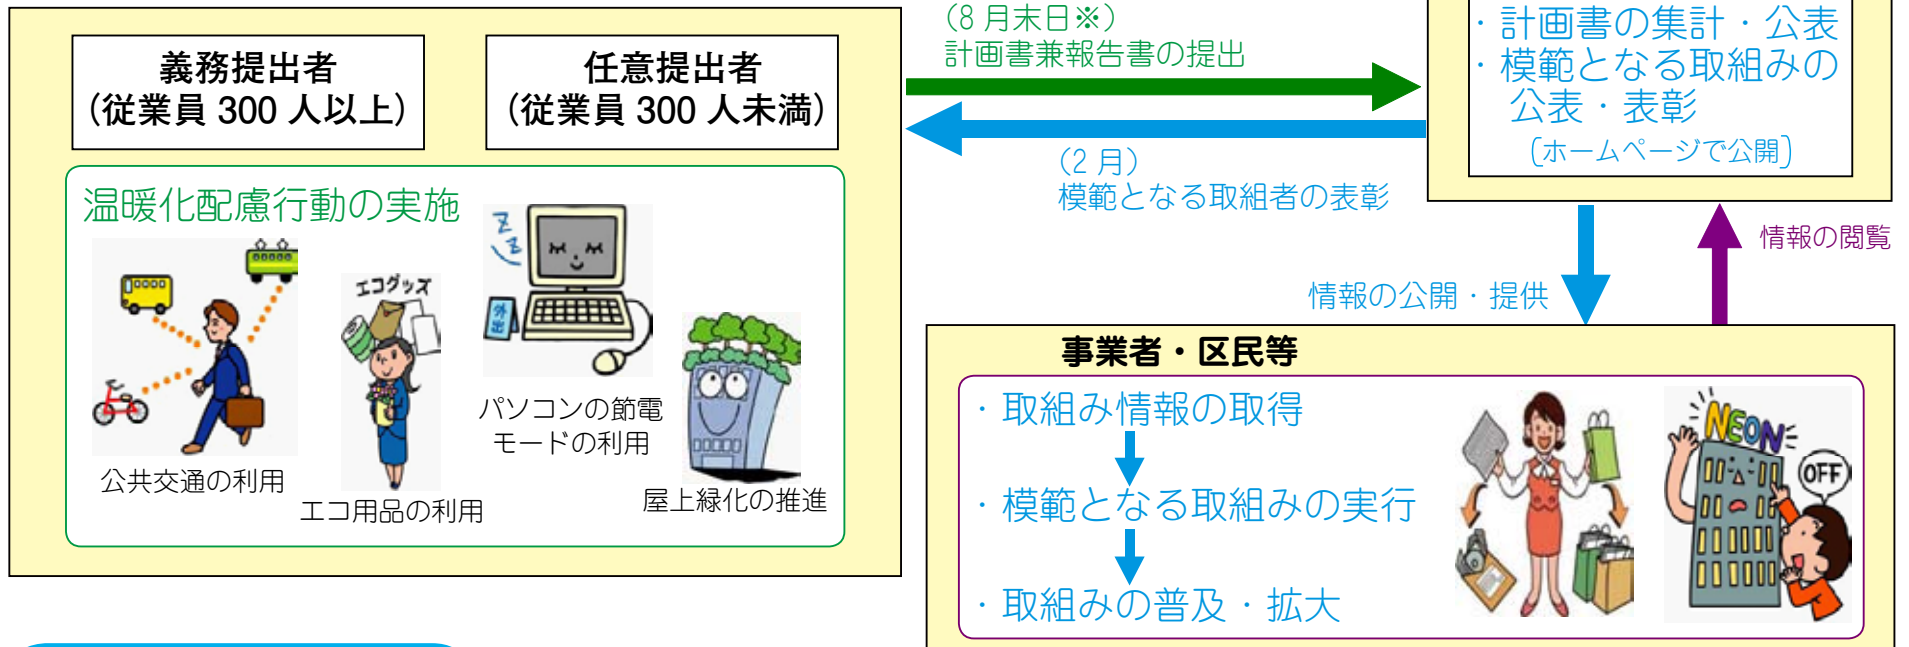 義務提出者
（従業員 300 人以上）
任意提出者
（従業員 300 人未満）
温暖化配慮行動の実施
公共交通の利用
エコグッズ
エコ用品の利用
Z
Z
外出
パソコンの節電
モードの利用
屋上緑化の推進
（8 月末日※）
計画書兼報告書の提出
（2 月）
模範となる取組者の表彰
・計画書の集計・公表
・模範となる取組みの
公表・表彰
（ホームページで公開）
情報の公開・提供
情報の閲覧
事業者・区民等
・取組み情報の取得
・模範となる取組みの実行
・取組みの普及・拡大
NEON
OFF